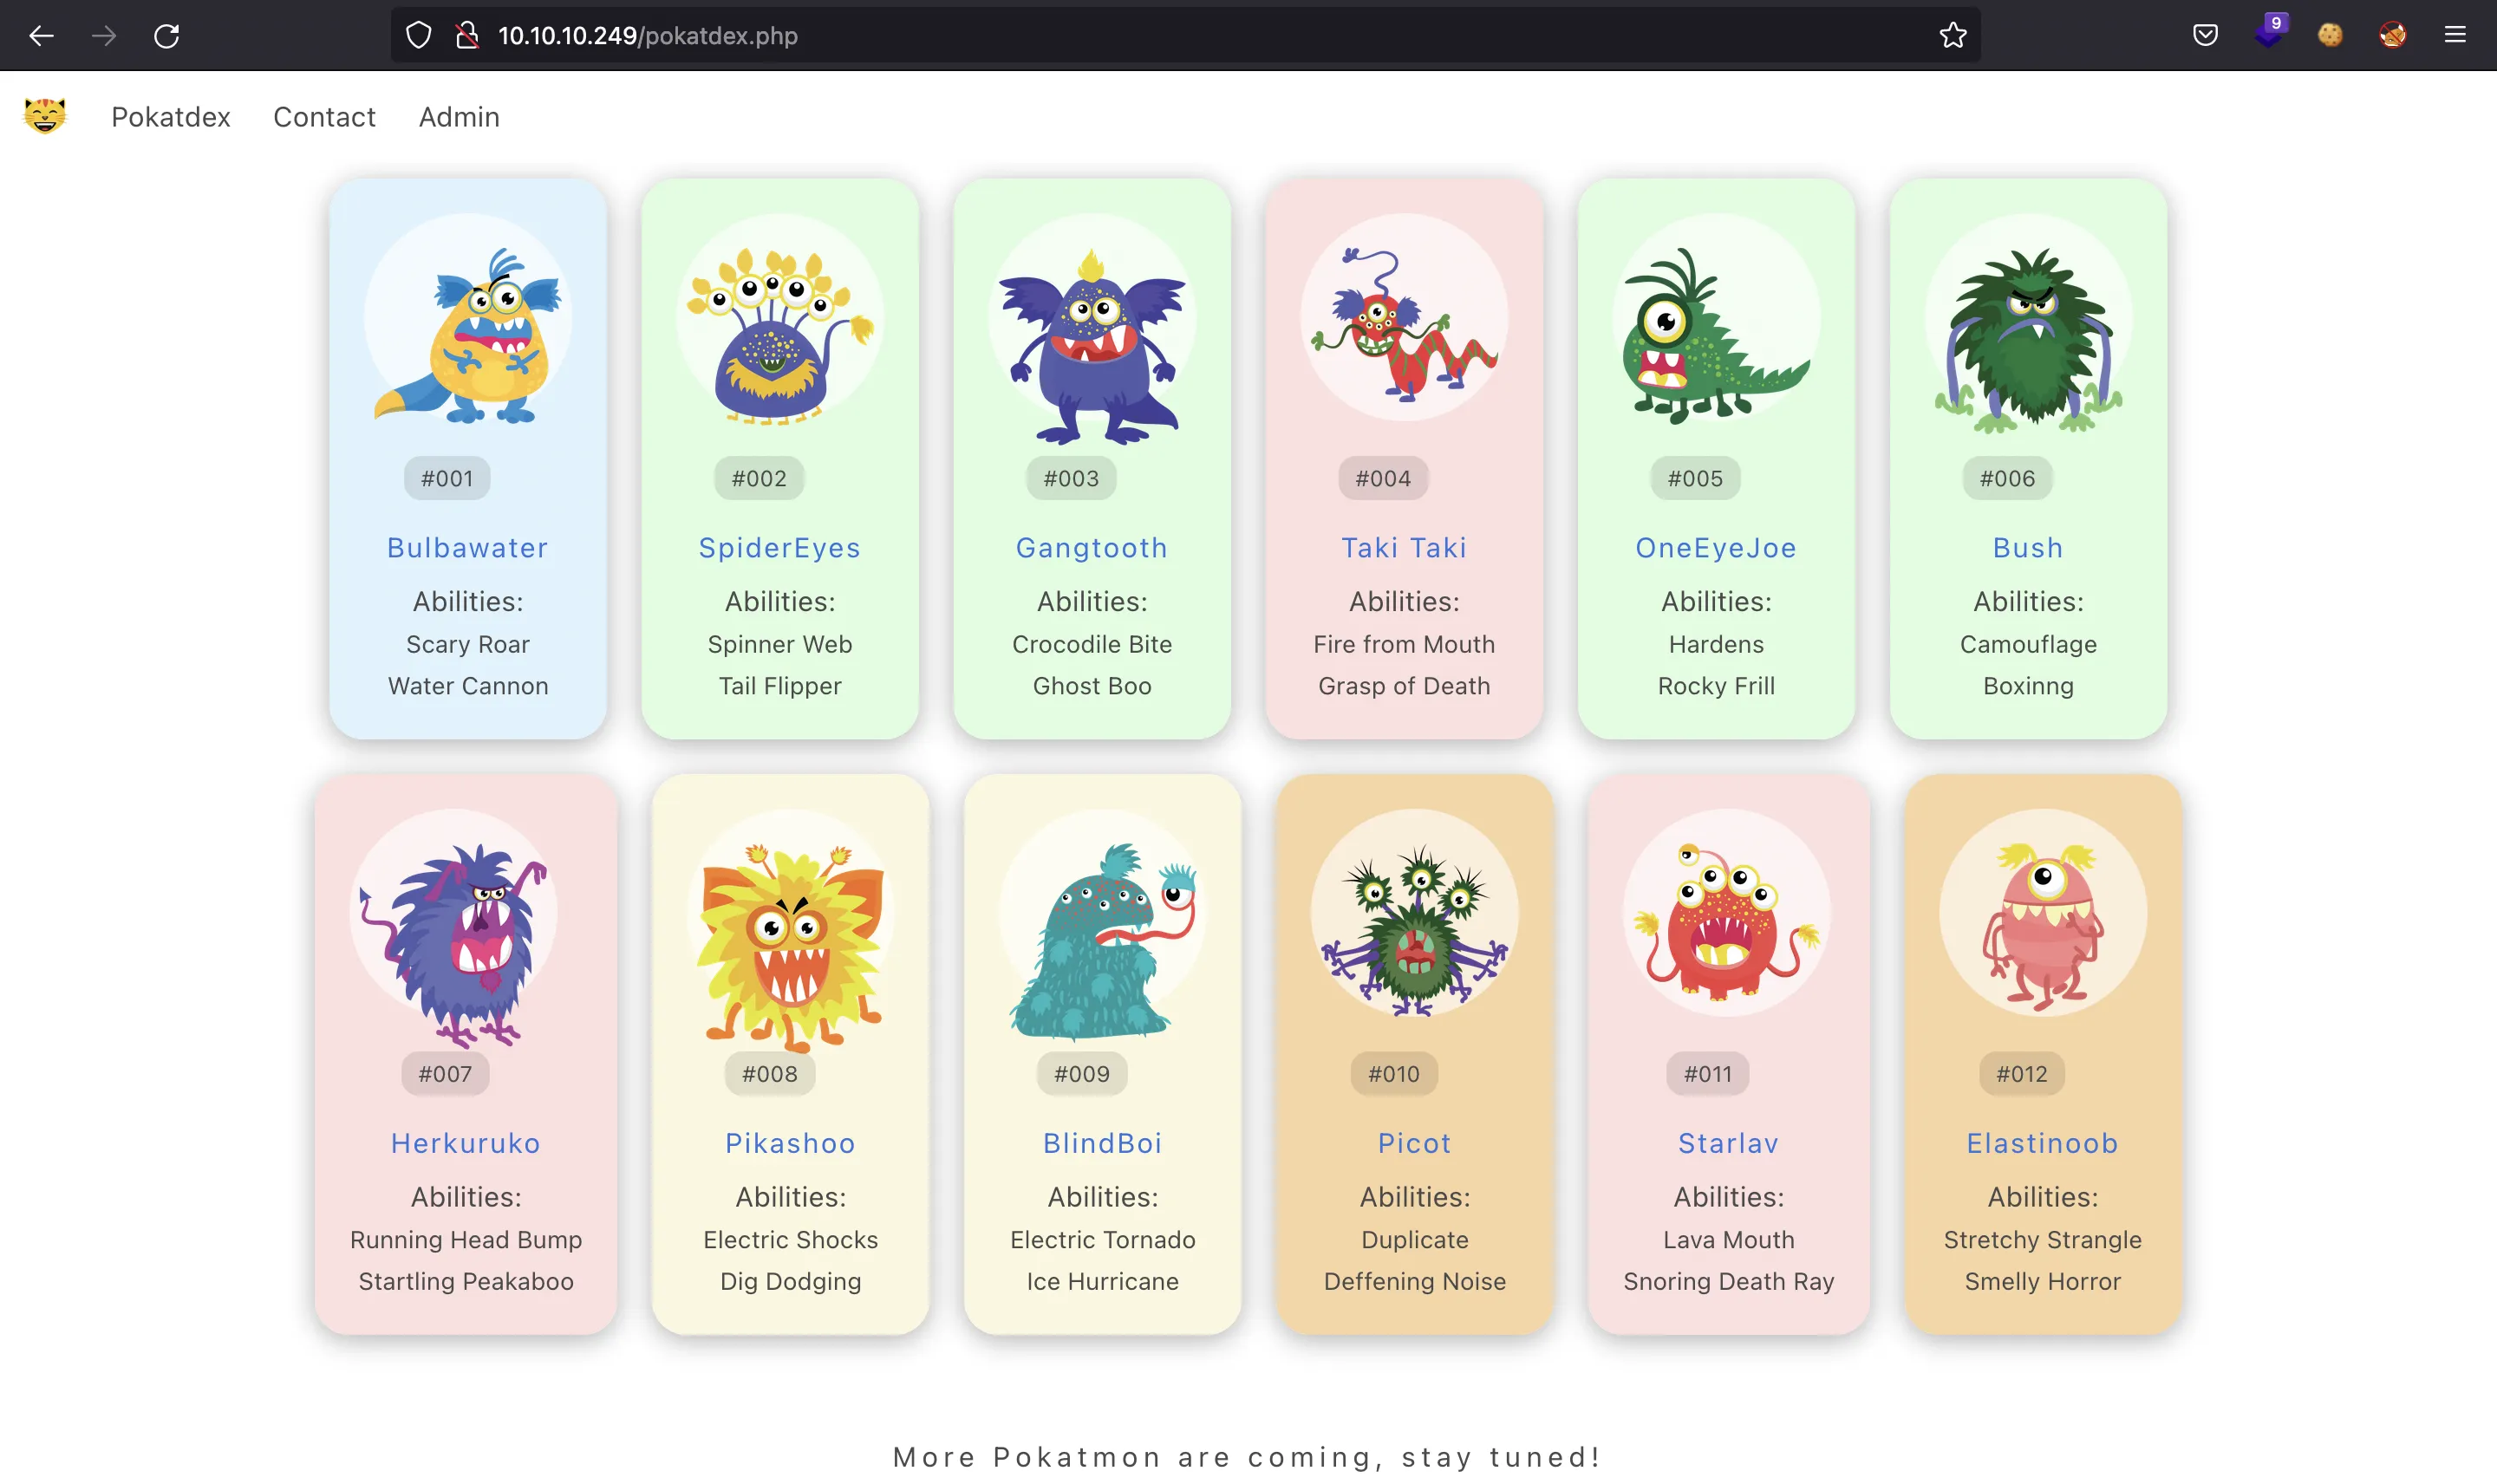 9
10.10.10.249/pokatdex.php
Pokatdex Contact Admin
#001 #002 #003 #004 #005 #006
Bulbawater SpiderEyes Gangtooth Taki Taki OneEyeJoe Bush
Abilities: Abilities: Abilities: Abilities: Abilities: Abilities:
Scary Roar Spinner Web Crocodile Bite Fire from Mouth Hardens Camouflage
Water Cannon Tail Flipper Ghost Boo Grasp of Death Rocky Frill Boxinng
#007 #008 #009 #010 #011 #012
Herkuruko Pikashoo BlindBoi Picot Starlav Elastinoob
Abilities: Abilities: Abilities: Abilities: Abilities: Abilities:
Running Head Bump Electric Shocks Electric Tornado Duplicate Lava Mouth Stretchy Strangle
Startling Peakaboo Dig Dodging Ice Hurricane Deffening Noise Snoring Death Ray Smelly Horror
More Pokatmon are coming, stay tuned!